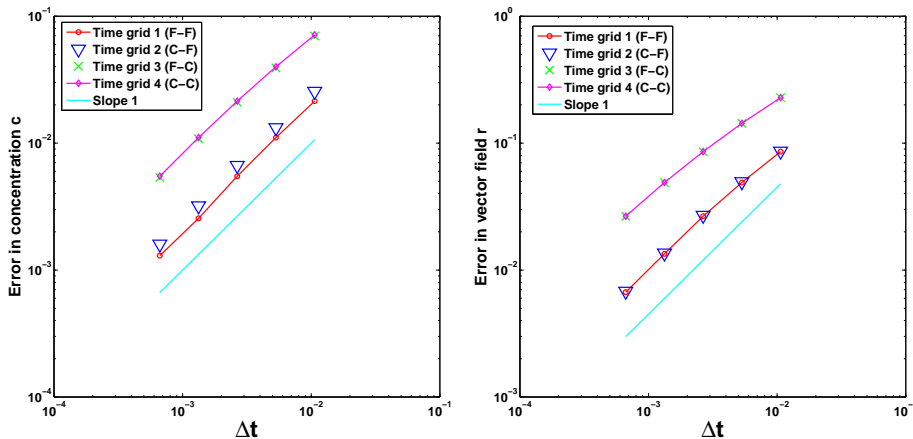 10⁻¹
Time grid 1 (F−F)
Time grid 2 (C−F)
Time grid 3 (F−C)
Time grid 4 (C−C)
Slope 1
10⁻²
10⁻³
10⁻⁴
Error in concentration c
10⁻⁴ 10⁻³ 10⁻² 10⁻¹
Δt
10⁰
Time grid 1 (F−F)
Time grid 2 (C−F)
Time grid 3 (F−C)
Time grid 4 (C−C)
Slope 1
10⁻¹
10⁻²
10⁻³
Error in vector field r
10⁻⁴ 10⁻³ 10⁻² 10⁻
Δt